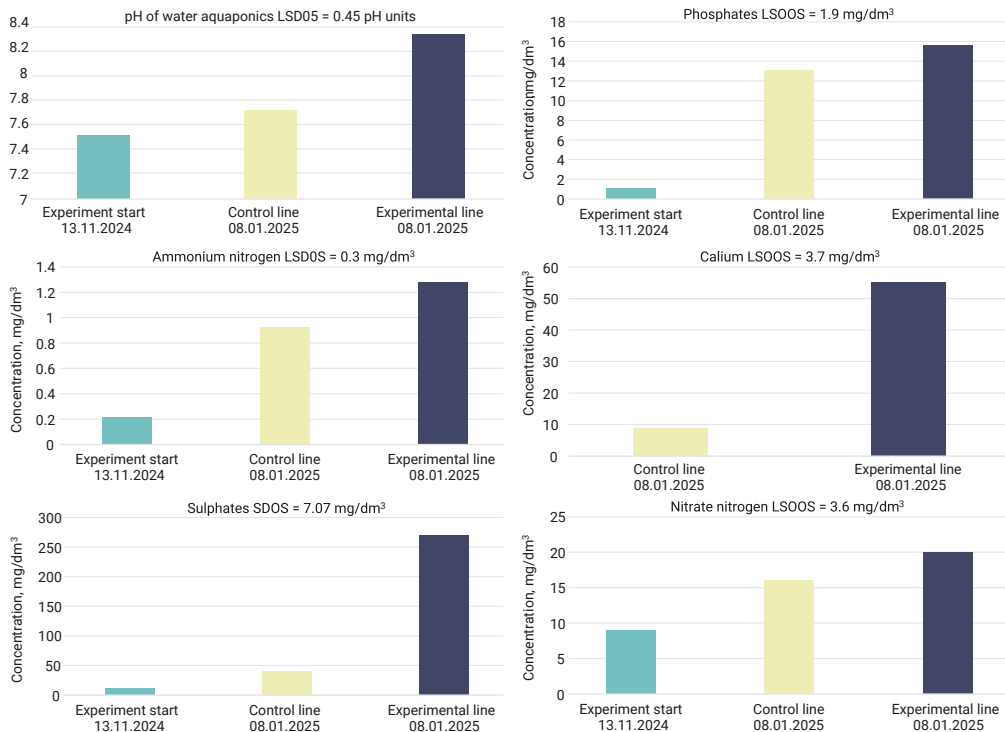 pH of water aquaponics LSD05 = 0.45 pH units
8.4
8.2
8
7.8
7.6
7.4
7.2
7
Experiment start
13.11.2024
Control line
08.01.2025
Experimental line
08.01.2025
Phosphates LSOOS = 1.9 mg/dm³
Concentrationmg/dm³
18
16
14
12
10
8
6
4
2
0
Experiment start
13.11.2024
Control line
08.01.2025
Experimental line
08.01.2025
Ammonium nitrogen LSD0S = 0.3 mg/dm³
Concentration, mg/dm³
1.4
1.2
1
0.8
0.6
0.4
0.2
0
Experiment start
13.11.2024
Control line
08.01.2025
Experimental line
08.01.2025
Calium LSOOS = 3.7 mg/dm³
Concentration, mg/dm³
60
50
40
30
20
10
0
Control line
08.01.2025
Experimental line
08.01.2025
Sulphates SDOS = 7.07 mg/dm³
Concentration, mg/dm³
300
250
200
150
100
50
0
Experiment start
13.11.2024
Control line
08.01.2025
Experimental line
08.01.2025
Nitrate nitrogen LSOOS = 3.6 mg/dm³
Concentration, mg/dm³
25
20
15
10
5
0
Experiment start
13.11.2024
Control line
08.01.2025
Experimental line
08.01.2025